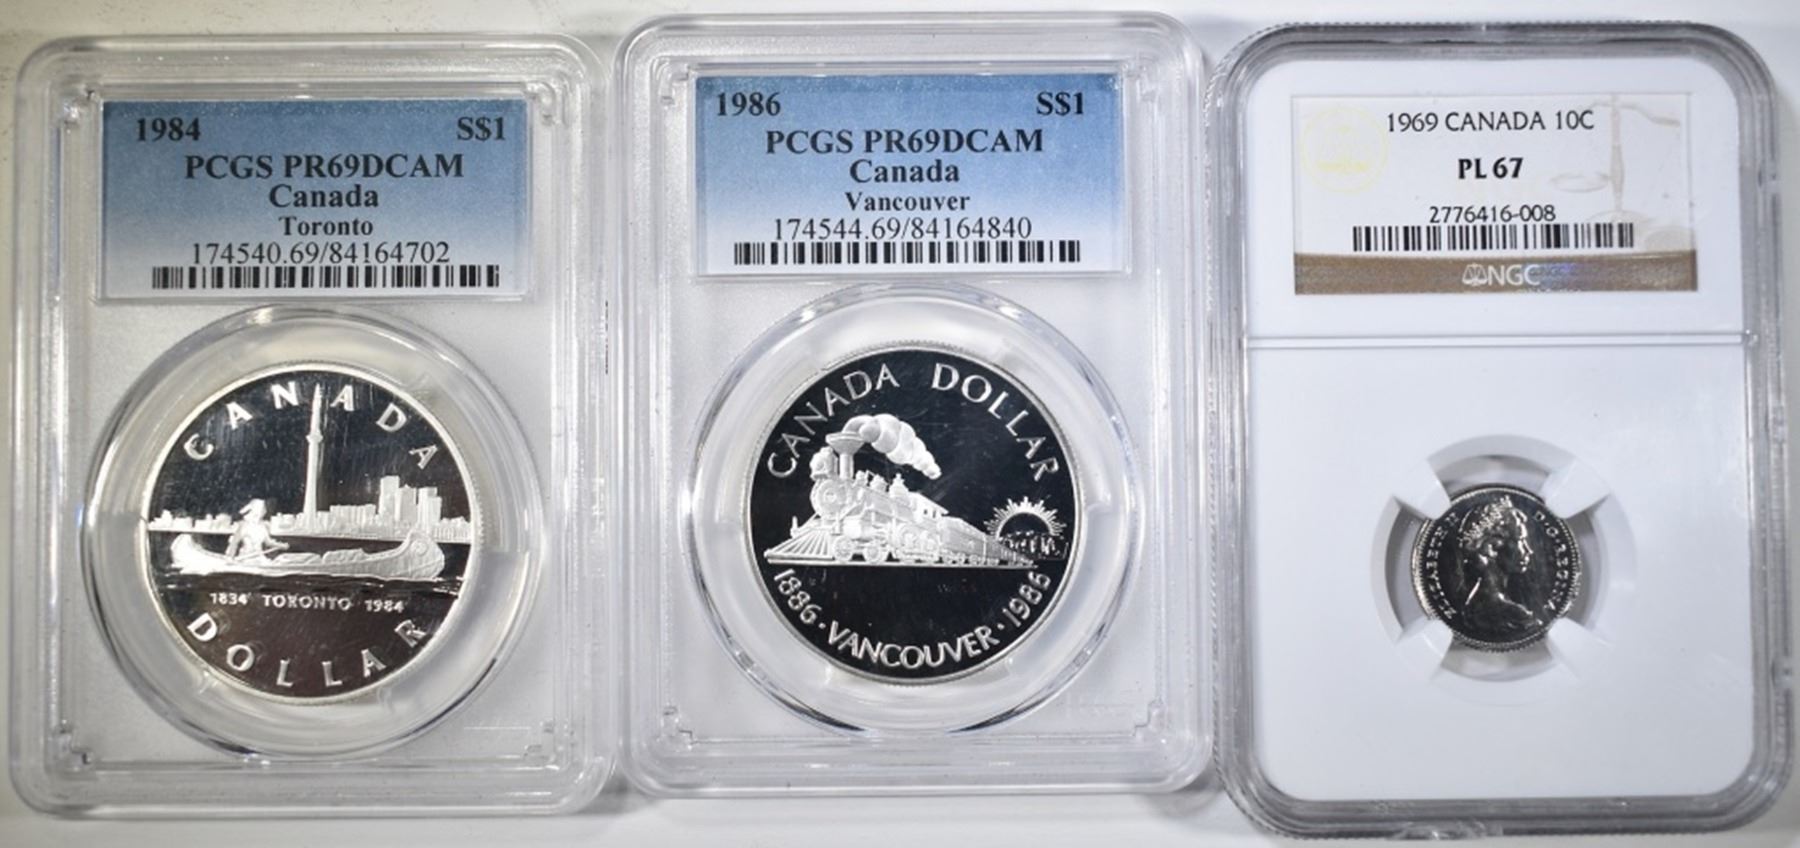 1984 S$1
PCGS PR69DCAM
Canada
Toronto
174540.69/84164702
CANADA
1834 TORONTO 1984
DOLLAR
1986 S$1
PCGS PR69DCAM
Canada
Vancouver
174544.69/84164840
CANADA DOLLAR
1886 · VANCOUVER · 1986
1969 CANADA 10C
PL 67
2776416-008
NGC
ELIZABETH II D·G·REGINA